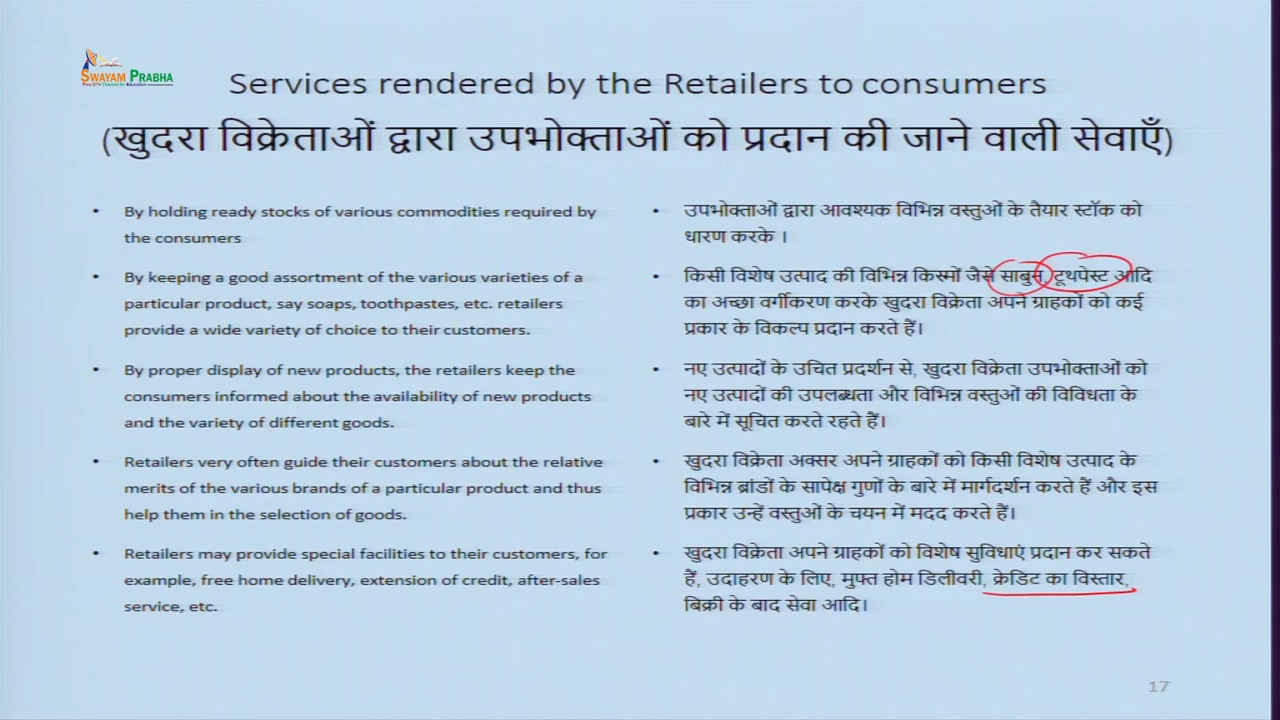 SWAYAM PRABHA
Free DTH Channel for Education
Services rendered by the Retailers to consumers
(खुदरा विक्रेताओं द्वारा उपभोक्ताओं को प्रदान की जाने वाली सेवाएँ)
• By holding ready stocks of various commodities required by
the consumers
• By keeping a good assortment of the various varieties of a
particular product, say soaps, toothpastes, etc. retailers
provide a wide variety of choice to their customers.
• By proper display of new products, the retailers keep the
consumers informed about the availability of new products
and the variety of different goods.
• Retailers very often guide their customers about the relative
merits of the various brands of a particular product and thus
help them in the selection of goods.
• Retailers may provide special facilities to their customers, for
example, free home delivery, extension of credit, after-sales
service, etc.
• उपभोक्ताओं द्वारा आवश्यक विभिन्न वस्तुओं के तैयार स्टॉक को
धारण करके ।
• किसी विशेष उत्पाद की विभिन्न किस्मों जैसे साबुन, टूथपेस्ट आदि
का अच्छा वर्गीकरण करके खुदरा विक्रेता अपने ग्राहकों को कई
प्रकार के विकल्प प्रदान करते हैं।
• नए उत्पादों के उचित प्रदर्शन से, खुदरा विक्रेता उपभोक्ताओं को
नए उत्पादों की उपलब्धता और विभिन्न वस्तुओं की विविधता के
बारे में सूचित करते रहते हैं।
• खुदरा विक्रेता अक्सर अपने ग्राहकों को किसी विशेष उत्पाद के
विभिन्न ब्रांडों के सापेक्ष गुणों के बारे में मार्गदर्शन करते हैं और इस
प्रकार उन्हें वस्तुओं के चयन में मदद करते हैं।
• खुदरा विक्रेता अपने ग्राहकों को विशेष सुविधाएं प्रदान कर सकते
हैं, उदाहरण के लिए, मुफ्त होम डिलीवरी, क्रेडिट का विस्तार,
बिक्री के बाद सेवा आदि।
17